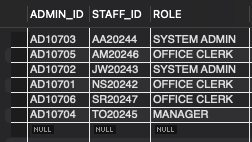 ADMIN_ID STAFF_ID ROLE
AD10703 AA20244 SYSTEM ADMIN
AD10705 AM20246 OFFICE CLERK
AD10702 JW20243 SYSTEM ADMIN
AD10701 NS20242 OFFICE CLERK
AD10706 SR20247 OFFICE CLERK
AD10704 TO20245 MANAGER
NULL NULL NULL